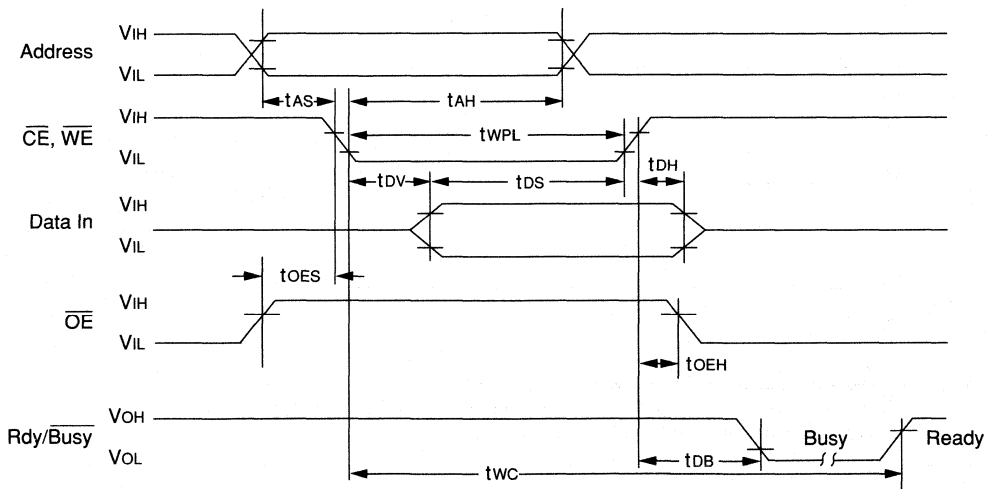 Address
VIH
VIL
tAS
tAH
CE, WE
VIH
VIL
tWPL
tDV
tDS
tDH
Data In
VIH
VIL
tOES
OE
VIH
VIL
tOEH
Rdy/Busy
VOH
VOL
Busy
Ready
tDB
tWC